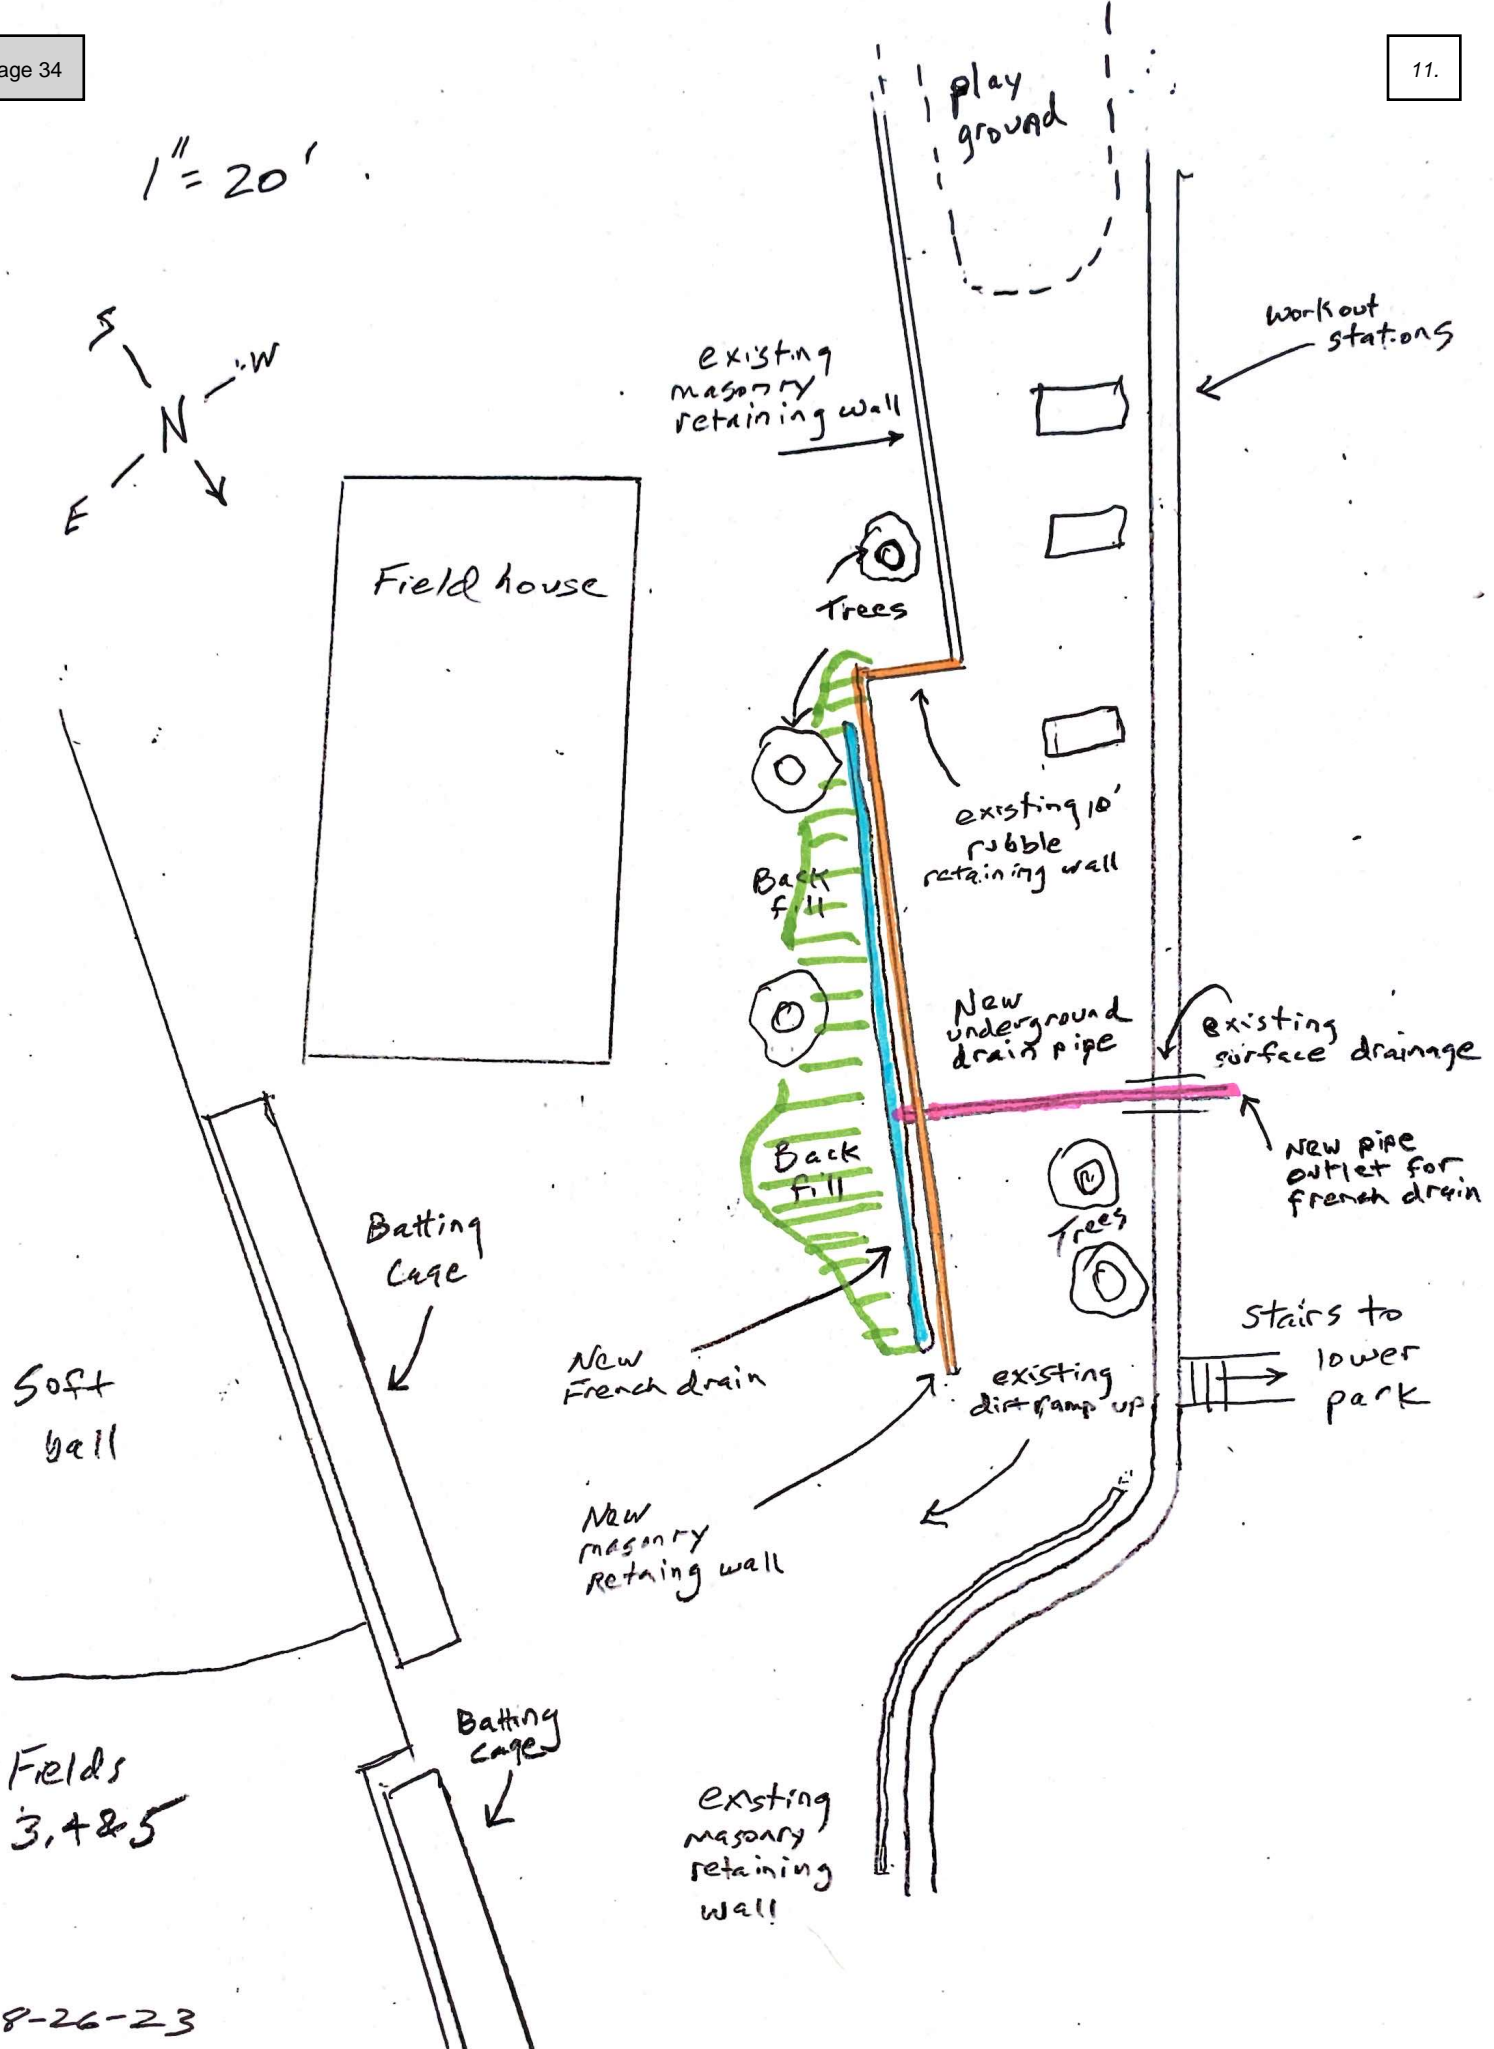 age 34
11.
1" = 20'
play
ground
S
W
N
E
workout
stations
existing
masonry
retaining wall
Field house
Trees
existing 10'
rubble
retaining wall
Back
fill
New
underground
drain pipe
existing
surface drainage
New pipe
outlet for
french drain
Back
fill
Trees
Batting
Cage
stairs to
lower
park
New
French drain
existing
dirt ramp up
Soft
ball
New
masonry
Retaing wall
Batting
cage
Fields
3, 4 & 5
existing
masonry
retaining
wall
8-26-23